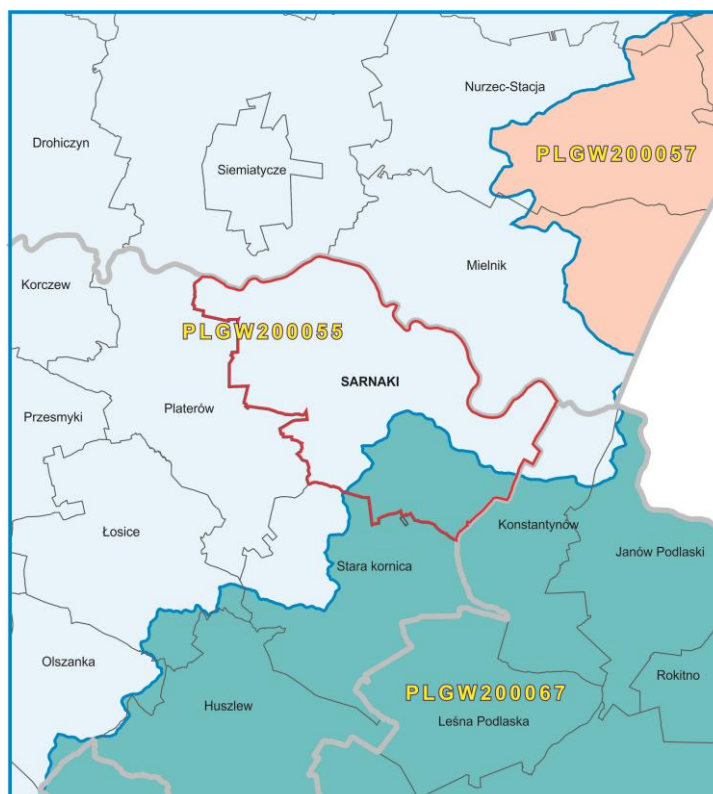 Nurzec-Stacja
Drohiczyn
PLGW200057
Siemiatycze
Mielnik
Korczew
PLGW200055
SARNAKI
Przesmyki
Platerów
Łosice
Konstantynów
Janów Podlaski
Stara kornica
Olszanka
Rokitno
PLGW200067
Huszlew
Leśna Podlaska